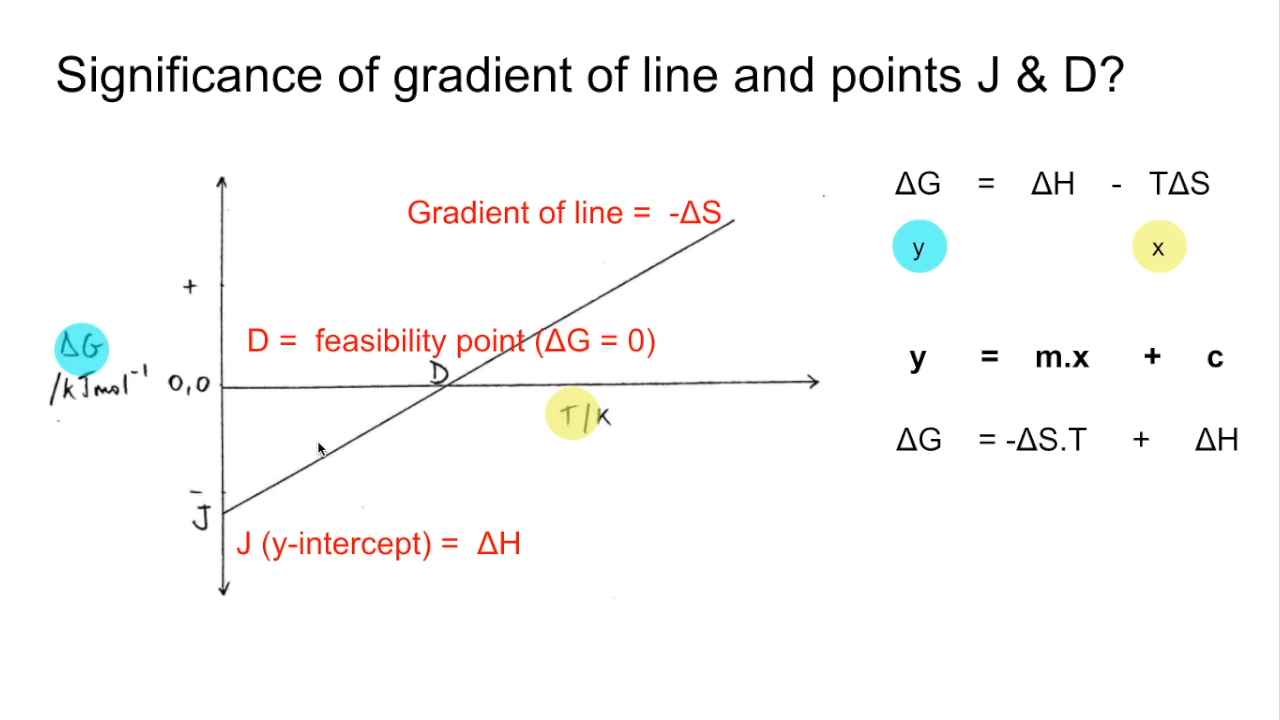 Significance of gradient of line and points J & D?
ΔG = ΔH - TΔS
Gradient of line = -ΔS
y x
+
D = feasibility point (ΔG = 0)
ΔG
/kJmol⁻¹
0,0
D
T/K
y = m.x + c
ΔG = -ΔS.T + ΔH
-
J
J (y-intercept) = ΔH